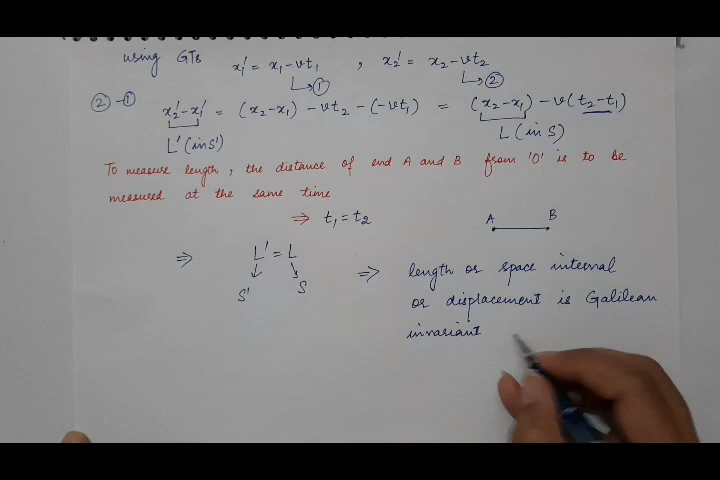 using GTs x₁' = x₁ - vt₁ , x₂' = x₂ - vt₂
① ②
② - ① x₂' - x₁' = (x₂ - x₁) - vt₂ - (-vt₁) = (x₂ - x₁) - v(t₂ - t₁)
L' (in S') L (in S)
To measure length, the distance of end A and B from 'O' is to be
measured at the same time
⇒ t₁ = t₂
A B
⇒ L' = L ⇒ length or space interval
S' S or displacement is Galilean
invariant